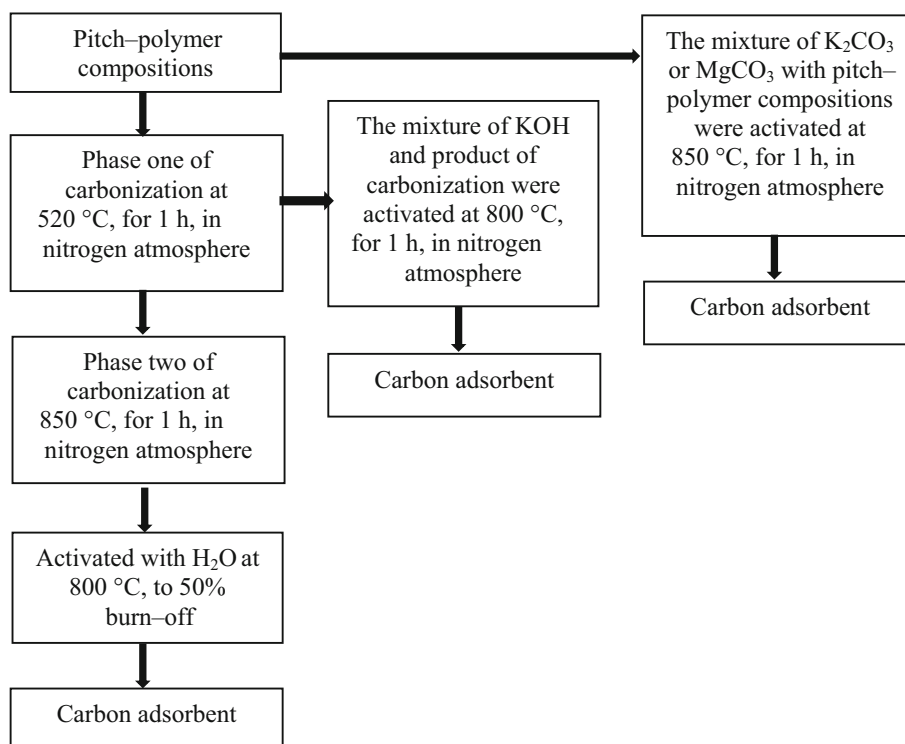 Pitch–polymer
compositions
The mixture of K₂CO₃
or MgCO₃ with pitch–
polymer compositions
were activated at
850 °C, for 1 h, in
nitrogen atmosphere
Phase one of
carbonization at
520 °C, for 1 h, in
nitrogen atmosphere
The mixture of KOH
and product of
carbonization were
activated at 800 °C,
for 1 h, in nitrogen
atmosphere
Carbon adsorbent
Phase two of
carbonization at
850 °C, for 1 h, in
nitrogen atmosphere
Carbon adsorbent
Activated with H₂O at
800 °C, to 50%
burn–off
Carbon adsorbent